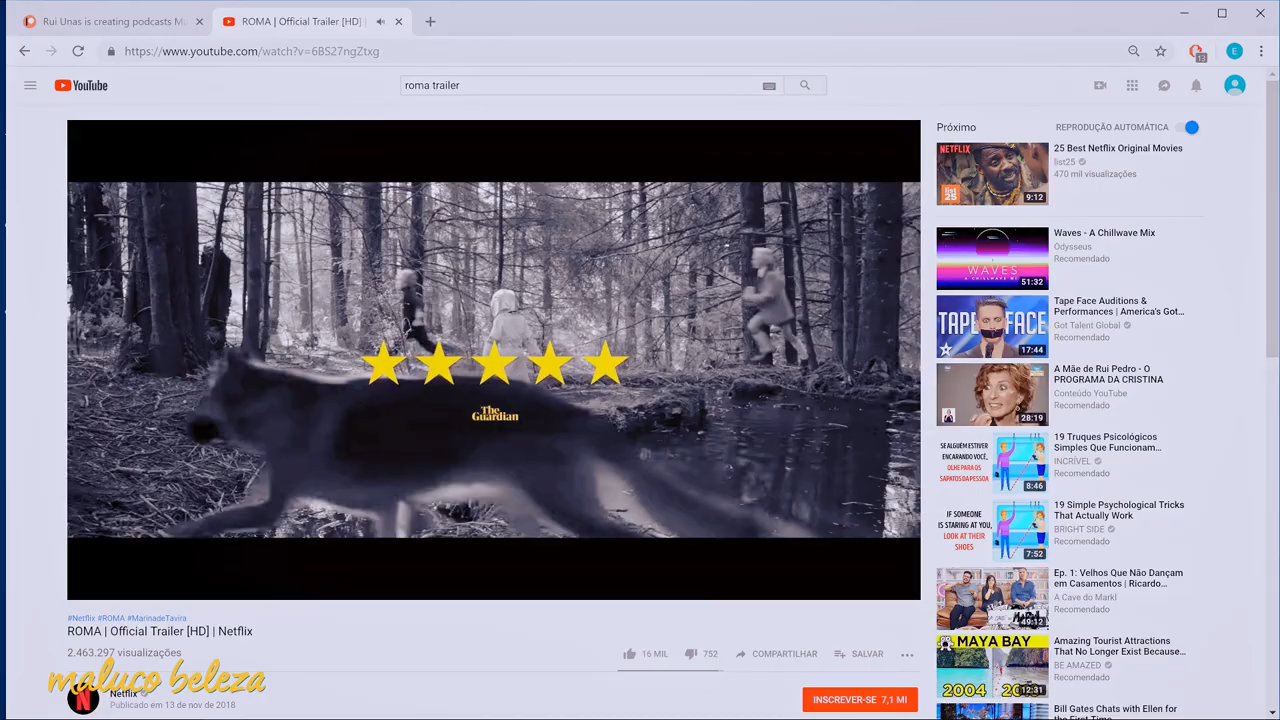 Rui Unas is creating podcasts Ma
ROMA | Official Trailer [HD] |
https://www.youtube.com/watch?v=6BS27ngZtxg
13
E
YouTube
roma trailer
★★★★★
The
Guardian
#Netflix #ROMA #MarinadeTavira
ROMA | Official Trailer [HD] | Netflix
2.463.297 visualizações
16 MIL
752
COMPARTILHAR
SALVAR
maluco beleza
N
Netflix
Publicado em 13 de nov de 2018
INSCREVER-SE 7,1 MI
Próximo
REPRODUÇÃO AUTOMÁTICA
NETFLIX
list
25
9:12
25 Best Netflix Original Movies
list25
470 mil visualizações
WAVES
A CHILLWAVE MIX
51:32
Waves - A Chillwave Mix
Odysseus
Recomendado
TAPE FACE
17:44
Tape Face Auditions &
Performances | America's Got...
Got Talent Global
Recomendado
28:19
A Mãe de Rui Pedro - O
PROGRAMA DA CRISTINA
Conteúdo YouTube
Recomendado
SE ALGUÉM ESTIVER
ENCARANDO VOCÊ,
OLHE PARA OS
SAPATOS DA PESSOA
8:46
19 Truques Psicológicos
Simples Que Funcionam...
INCRÍVEL
Recomendado
IF SOMEONE
IS STARING AT YOU,
LOOK AT THEIR
SHOES
7:52
19 Simple Psychological Tricks
That Actually Work
BRIGHT SIDE
Recomendado
49:12
Ep. 1: Velhos Que Não Dançam
em Casamentos | Ricardo...
A Cave do Markl
Recomendado
MAYA BAY
2004
12:31
Amazing Tourist Attractions
That No Longer Exist Because...
BE AMAZED
Recomendado
Bill Gates Chats with Ellen for
the First Time